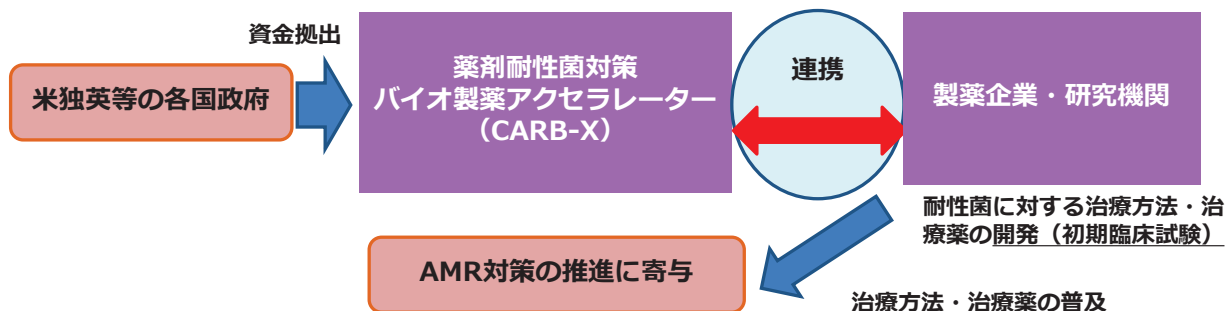 資金拠出
米独英等の各国政府
薬剤耐性菌対策
バイオ製薬アクセラレーター
（CARB-X）
連携
製薬企業・研究機関
耐性菌に対する治療方法・治
療薬の開発（初期臨床試験）
AMR対策の推進に寄与
治療方法・治療薬の普及